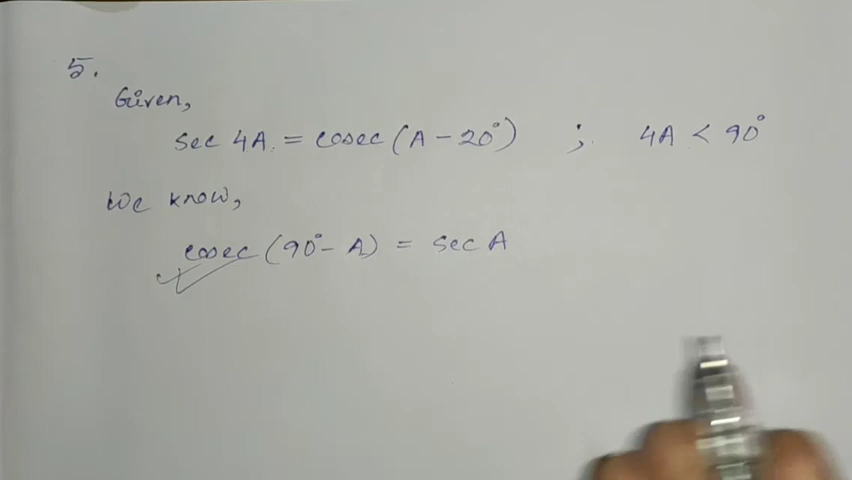 5.
Given,
sec 4A = cosec (A - 20°) ; 4A < 90°
We know,
cosec (90° - A) = sec A